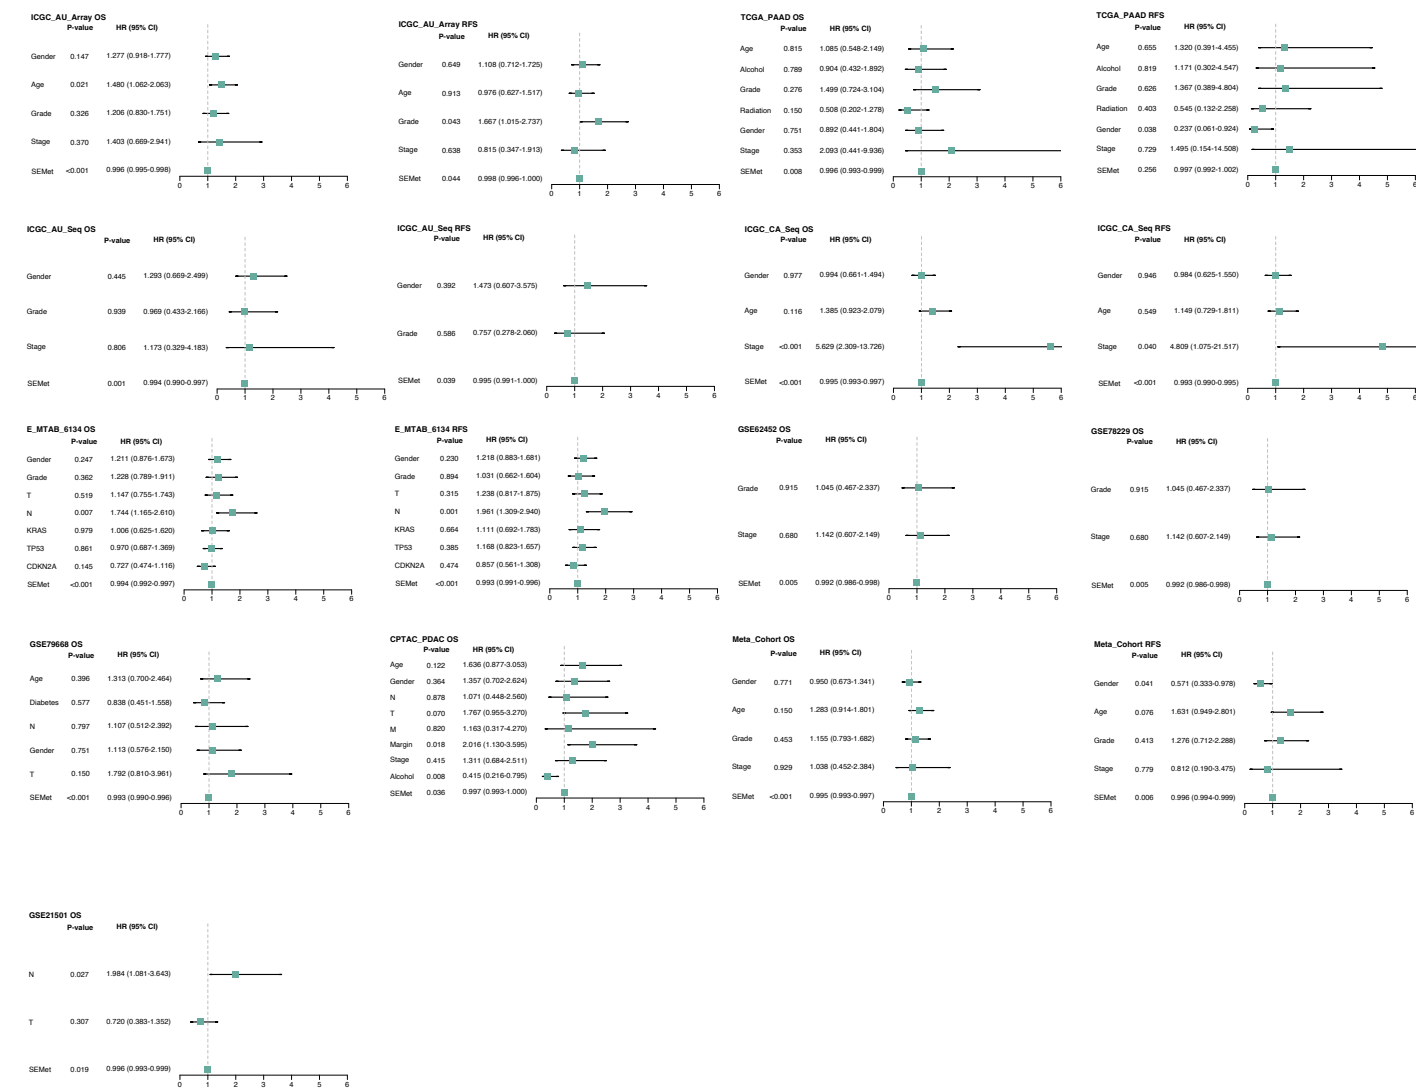 ICGC_AU_Array OS
P-value HR (95% CI)
Gender 0.147 1.277 (0.918-1.777)
Age 0.021 1.480 (1.062-2.063)
Grade 0.326 1.206 (0.830-1.751)
Stage 0.370 1.403 (0.669-2.941)
SEMet <0.001 0.996 (0.995-0.998)
0 1 2 3 4 5 6
ICGC_AU_Array RFS
P-value HR (95% CI)
Gender 0.649 1.108 (0.712-1.725)
Age 0.913 0.976 (0.627-1.517)
Grade 0.043 1.667 (1.015-2.737)
Stage 0.638 0.815 (0.347-1.913)
SEMet 0.044 0.998 (0.996-1.000)
0 1 2 3 4 5 6
TCGA_PAAD OS
P-value HR (95% CI)
Age 0.815 1.085 (0.548-2.149)
Alcohol 0.789 0.904 (0.432-1.892)
Grade 0.276 1.499 (0.724-3.104)
Radiation 0.150 0.508 (0.202-1.278)
Gender 0.751 0.892 (0.441-1.804)
Stage 0.353 2.093 (0.441-9.936)
SEMet 0.008 0.996 (0.993-0.999)
0 1 2 3 4 5 6
TCGA_PAAD RFS
P-value HR (95% CI)
Age 0.655 1.320 (0.391-4.455)
Alcohol 0.819 1.171 (0.302-4.547)
Grade 0.626 1.367 (0.389-4.804)
Radiation 0.403 0.545 (0.132-2.258)
Gender 0.038 0.237 (0.061-0.924)
Stage 0.729 1.495 (0.154-14.508)
SEMet 0.256 0.997 (0.992-1.002)
0 1 2 3 4 5 6
ICGC_AU_Seq OS
P-value HR (95% CI)
Gender 0.445 1.293 (0.669-2.499)
Grade 0.939 0.969 (0.433-2.166)
Stage 0.806 1.173 (0.329-4.183)
SEMet 0.001 0.994 (0.990-0.997)
0 1 2 3 4 5 6
ICGC_AU_Seq RFS
P-value HR (95% CI)
Gender 0.392 1.473 (0.607-3.575)
Grade 0.586 0.757 (0.278-2.060)
SEMet 0.039 0.995 (0.991-1.000)
0 1 2 3 4 5 6
ICGC_CA_Seq OS
P-value HR (95% CI)
Gender 0.977 0.994 (0.661-1.494)
Age 0.116 1.385 (0.923-2.079)
Stage <0.001 5.629 (2.309-13.726)
SEMet <0.001 0.995 (0.993-0.997)
0 1 2 3 4 5 6
ICGC_CA_Seq RFS
P-value HR (95% CI)
Gender 0.946 0.984 (0.625-1.550)
Age 0.549 1.149 (0.729-1.811)
Stage 0.040 4.809 (1.075-21.517)
SEMet <0.001 0.993 (0.990-0.995)
0 1 2 3 4 5 6
E_MTAB_6134 OS
P-value HR (95% CI)
Gender 0.247 1.211 (0.876-1.673)
Grade 0.362 1.228 (0.789-1.911)
T 0.519 1.147 (0.755-1.743)
N 0.007 1.744 (1.165-2.610)
KRAS 0.979 1.006 (0.625-1.620)
TP53 0.861 0.970 (0.687-1.369)
CDKN2A 0.145 0.727 (0.474-1.116)
SEMet <0.001 0.994 (0.992-0.997)
0 1 2 3 4 5 6
E_MTAB_6134 RFS
P-value HR (95% CI)
Gender 0.230 1.218 (0.883-1.681)
Grade 0.894 1.031 (0.662-1.604)
T 0.315 1.238 (0.817-1.875)
N 0.001 1.961 (1.309-2.940)
KRAS 0.664 1.111 (0.692-1.783)
TP53 0.385 1.168 (0.823-1.657)
CDKN2A 0.474 0.857 (0.561-1.308)
SEMet <0.001 0.993 (0.991-0.996)
0 1 2 3 4 5 6
GSE62452 OS
P-value HR (95% CI)
Grade 0.915 1.045 (0.467-2.337)
Stage 0.680 1.142 (0.607-2.149)
SEMet 0.005 0.992 (0.986-0.998)
0 1 2 3 4 5 6
GSE78229 OS
P-value HR (95% CI)
Grade 0.915 1.045 (0.467-2.337)
Stage 0.680 1.142 (0.607-2.149)
SEMet 0.005 0.992 (0.986-0.998)
0 1 2 3 4 5 6
GSE79668 OS
P-value HR (95% CI)
Age 0.396 1.313 (0.700-2.464)
Diabetes 0.577 0.838 (0.451-1.558)
N 0.797 1.107 (0.512-2.392)
Gender 0.751 1.113 (0.576-2.150)
T 0.150 1.792 (0.810-3.961)
SEMet <0.001 0.993 (0.990-0.996)
0 1 2 3 4 5 6
CPTAC_PDAC OS
P-value HR (95% CI)
Age 0.122 1.636 (0.877-3.053)
Gender 0.364 1.357 (0.702-2.624)
N 0.878 1.071 (0.448-2.560)
T 0.070 1.767 (0.955-3.270)
M 0.820 1.163 (0.317-4.270)
Margin 0.018 2.016 (1.130-3.595)
Stage 0.415 1.311 (0.684-2.511)
Alcohol 0.008 0.415 (0.216-0.795)
SEMet 0.036 0.997 (0.993-1.000)
0 1 2 3 4 5 6
Meta_Cohort OS
P-value HR (95% CI)
Gender 0.771 0.950 (0.673-1.341)
Age 0.150 1.283 (0.914-1.801)
Grade 0.453 1.155 (0.793-1.682)
Stage 0.929 1.038 (0.452-2.384)
SEMet <0.001 0.995 (0.993-0.997)
0 1 2 3 4 5 6
Meta_Cohort RFS
P-value HR (95% CI)
Gender 0.041 0.571 (0.333-0.978)
Age 0.076 1.631 (0.949-2.801)
Grade 0.413 1.276 (0.712-2.288)
Stage 0.779 0.812 (0.190-3.475)
SEMet 0.006 0.996 (0.994-0.999)
0 1 2 3 4 5 6
GSE21501 OS
P-value HR (95% CI)
N 0.027 1.984 (1.081-3.643)
T 0.307 0.720 (0.383-1.352)
SEMet 0.019 0.996 (0.993-0.999)
0 1 2 3 4 5 6